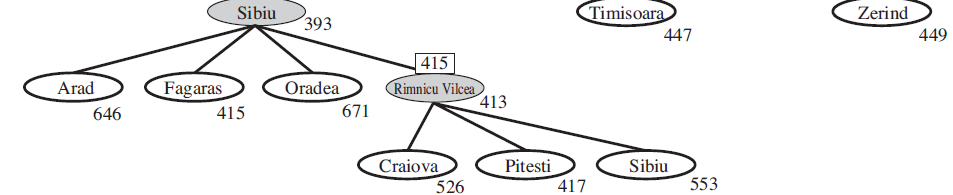 Sibiu 393
Timisoara 447
Zerind 449
415
Arad 646
Fagaras 415
Oradea 671
Rimnicu Vilcea 413
Craiova 526
Pitesti 417
Sibiu 553